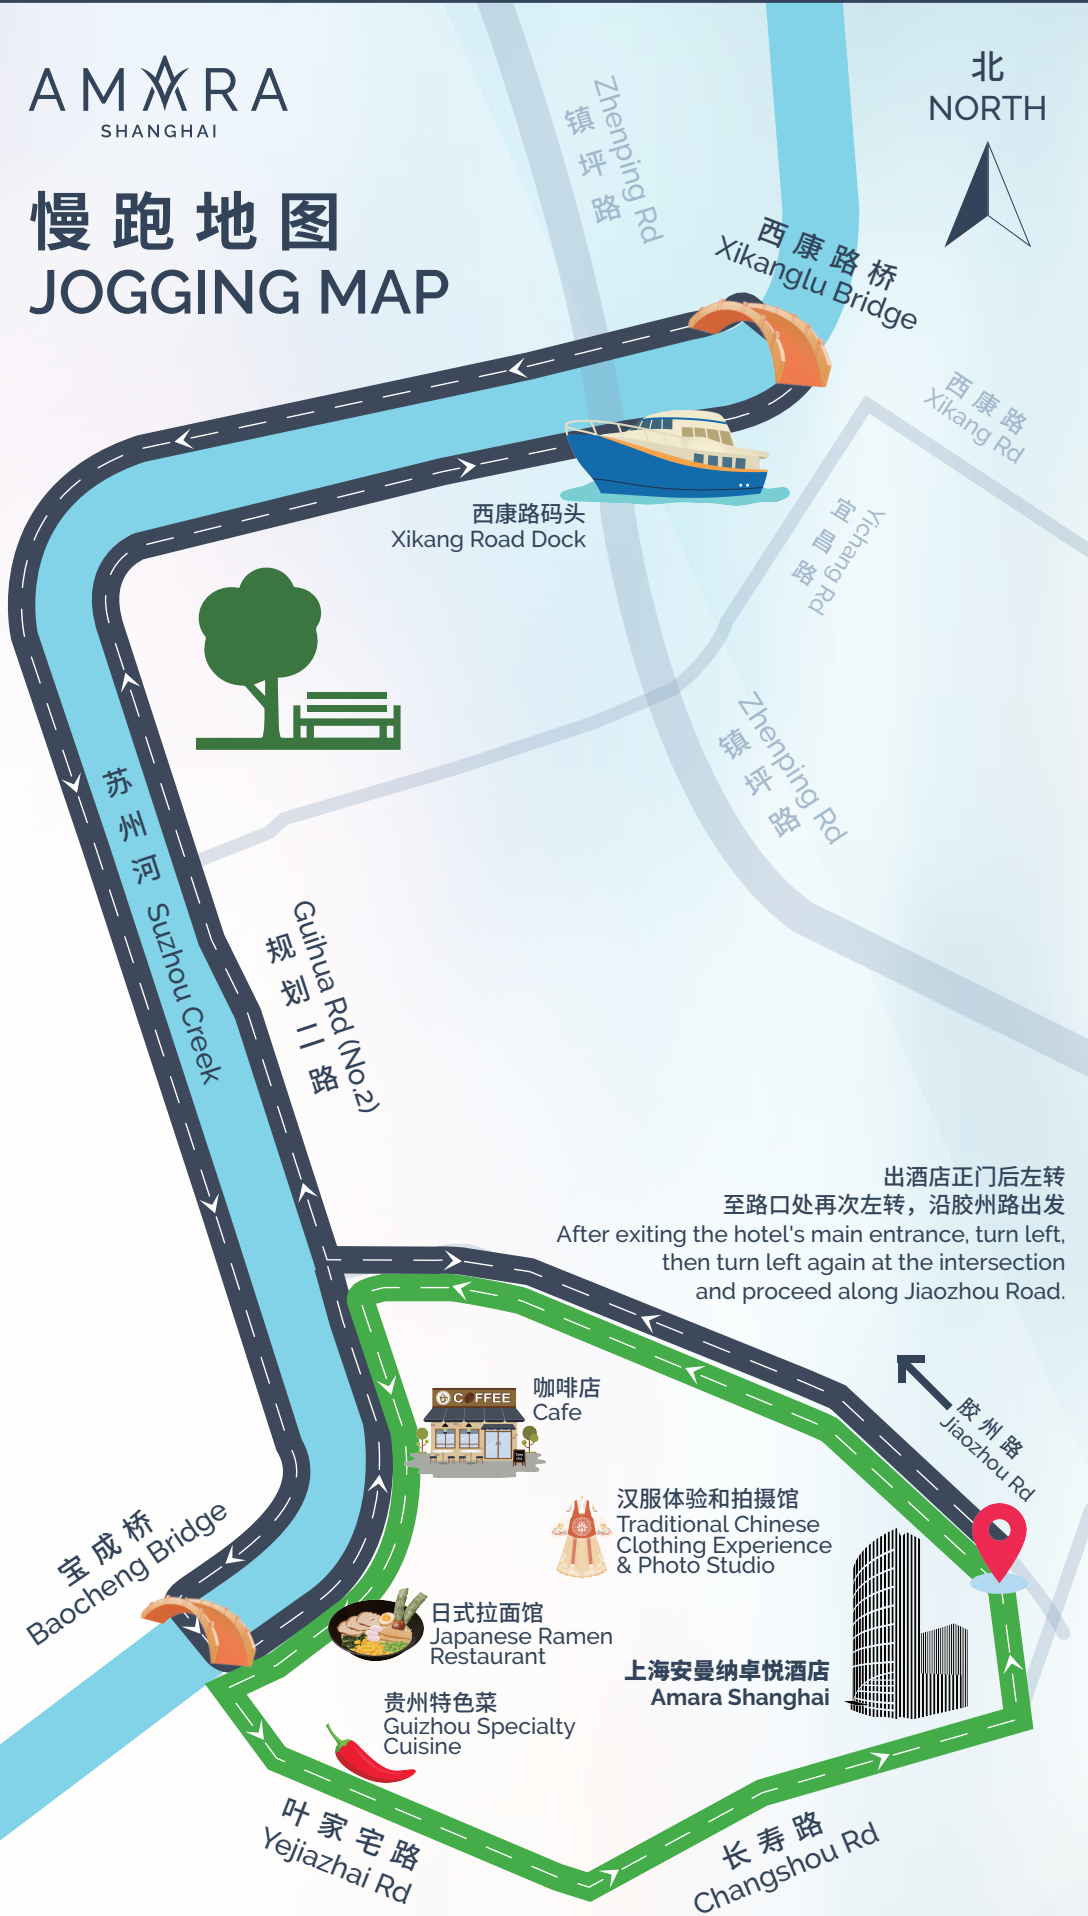 AMARA
SHANGHAI
北
NORTH
慢跑地图
JOGGING MAP
镇坪路
Zhenping Rd
西康路桥
Xikanglu Bridge
西康路
Xikang Rd
西康路码头
Xikang Road Dock
宜昌路
Yichang Rd
镇坪路
Zhenping Rd
苏州河 Suzhou Creek
规划二路
Guihua Rd (No.2)
出酒店正门后左转
至路口处再次左转，沿胶州路出发
After exiting the hotel's main entrance, turn left,
then turn left again at the intersection
and proceed along Jiaozhou Road.
胶州路
Jiaozhou Rd
COFFEE
咖啡店
Cafe
汉服体验和拍摄馆
Traditional Chinese
Clothing Experience
& Photo Studio
宝成桥
Baocheng Bridge
日式拉面馆
Japanese Ramen
Restaurant
上海安曼纳卓悦酒店
Amara Shanghai
贵州特色菜
Guizhou Specialty
Cuisine
叶家宅路
Yejiazhai Rd
长寿路
Changshou Rd